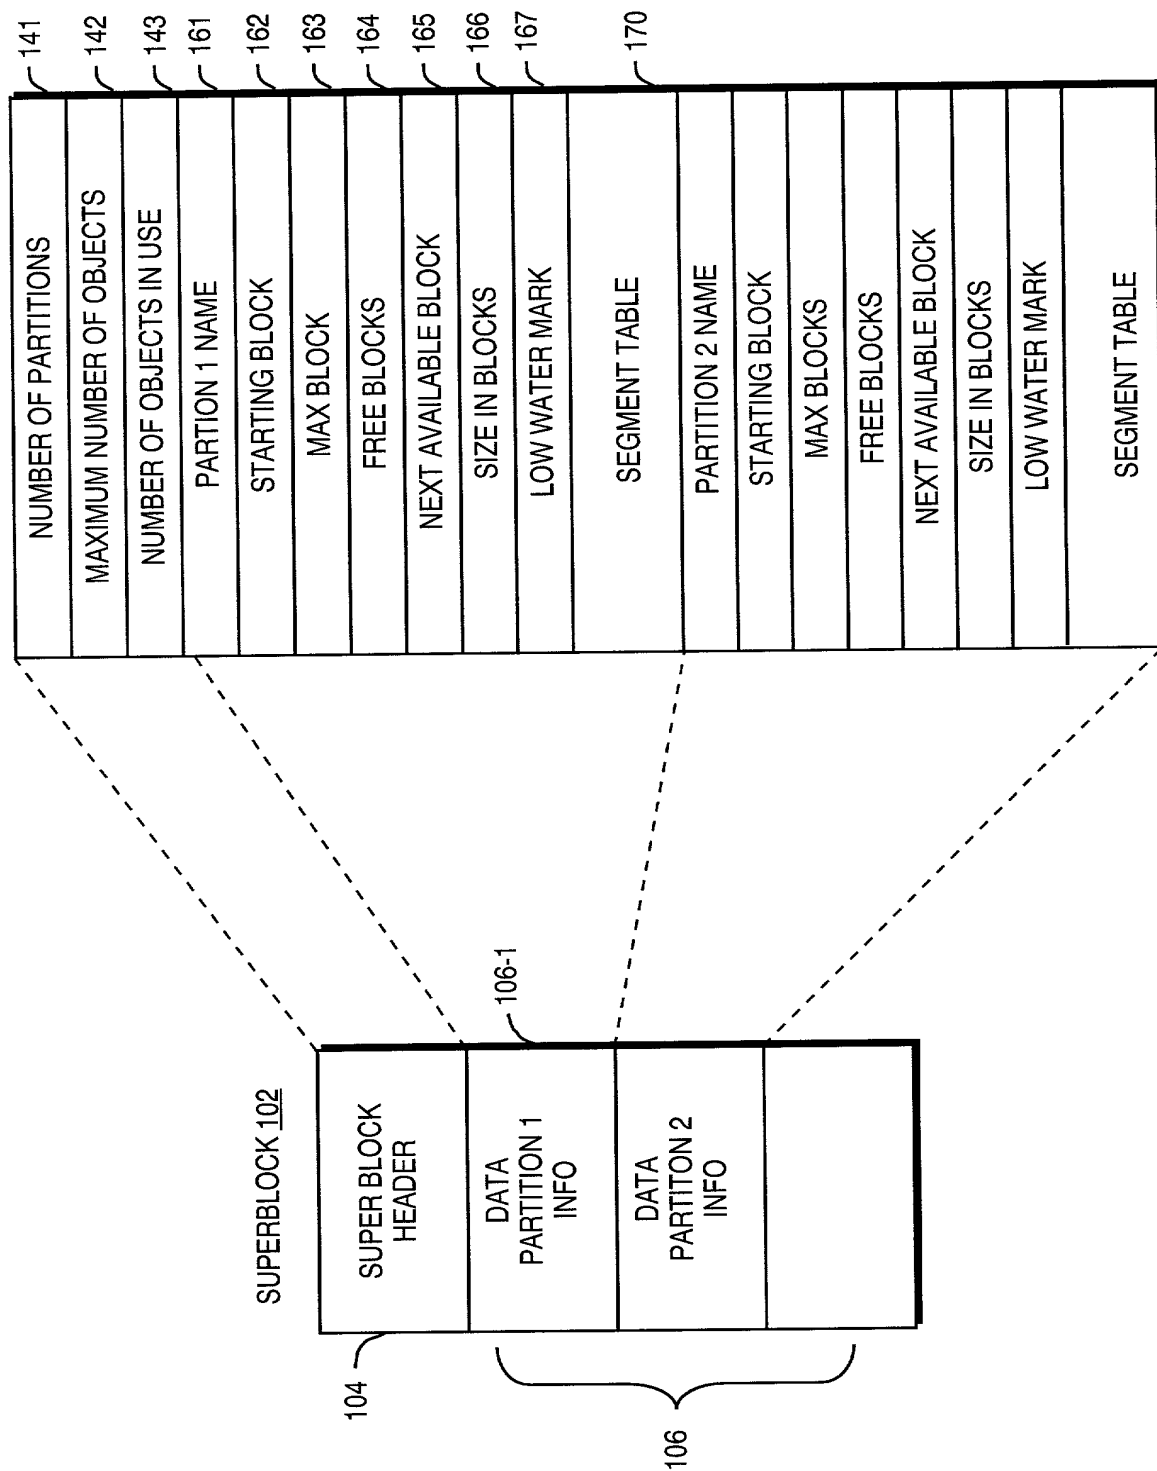 SUPERBLOCK 102
SUPER BLOCK
HEADER
DATA
PARTITION 1
INFO
DATA
PARTITON 2
INFO
104
106
106-1
NUMBER OF PARTITIONS
MAXIMUM NUMBER OF OBJECTS
NUMBER OF OBJECTS IN USE
PARTION 1 NAME
STARTING BLOCK
MAX BLOCK
FREE BLOCKS
NEXT AVAILABLE BLOCK
SIZE IN BLOCKS
LOW WATER MARK
SEGMENT TABLE
PARTITION 2 NAME
STARTING BLOCK
MAX BLOCKS
FREE BLOCKS
NEXT AVAILABLE BLOCK
SIZE IN BLOCKS
LOW WATER MARK
SEGMENT TABLE
141
142
143
161
162
163
164
165
166
167
170